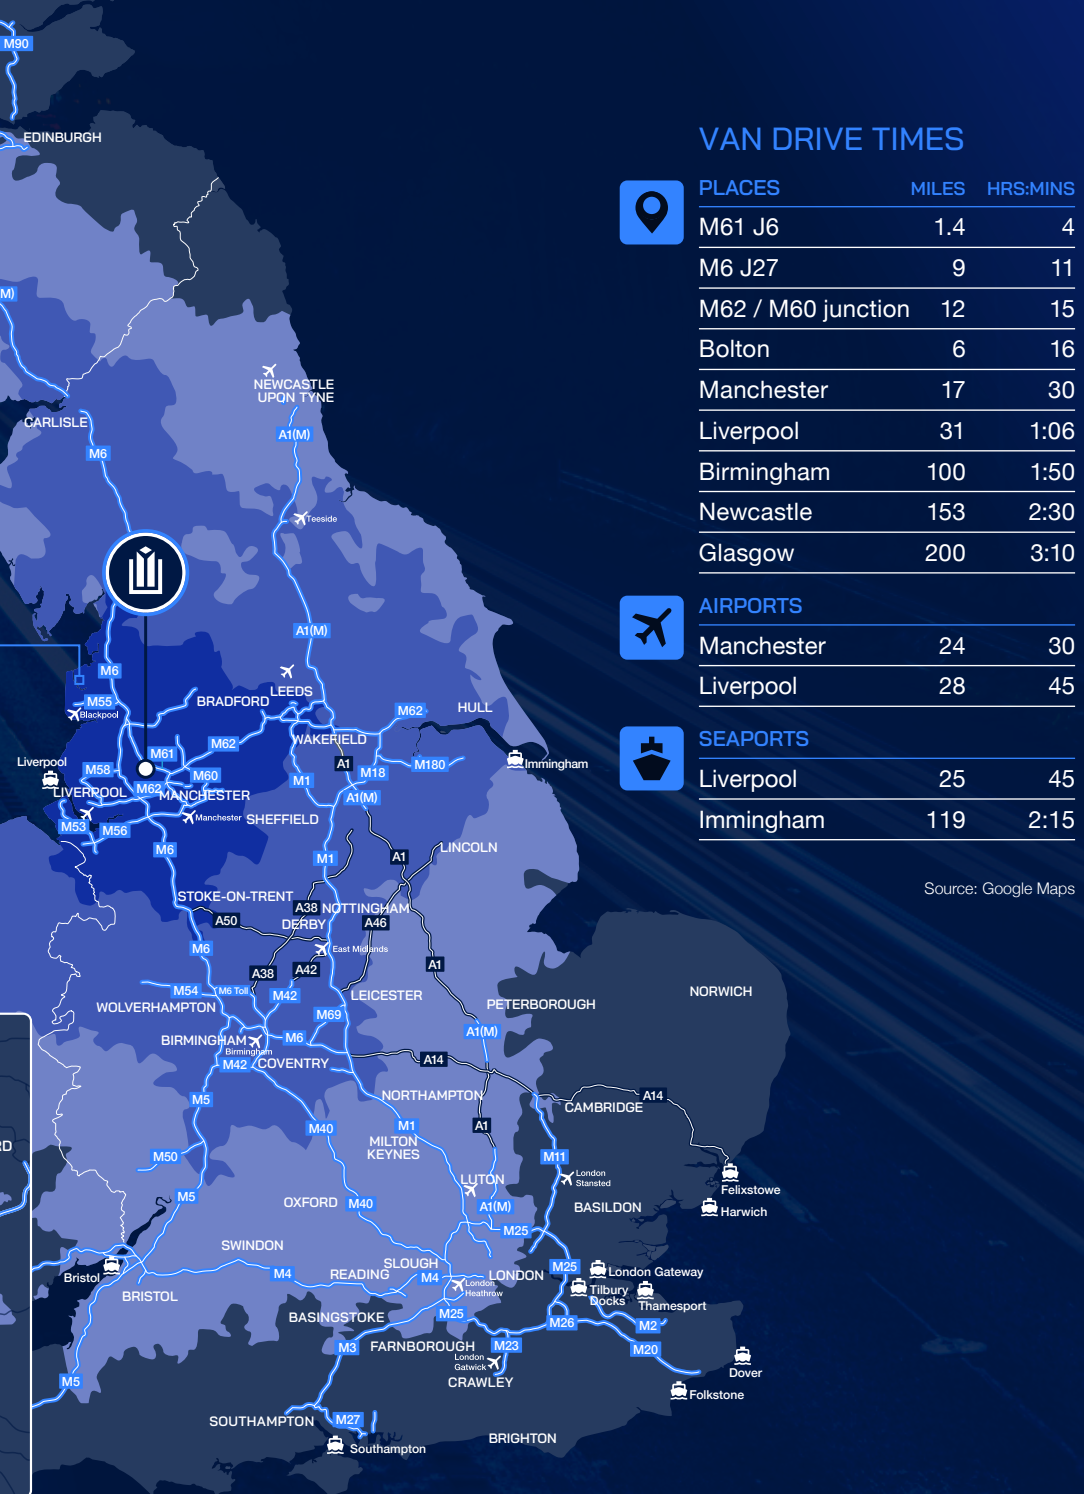 M90
EDINBURGH
M)
NEWCASTLE
UPON TYNE
CARLISLE
A1(M)
M6
Teeside
A1(M)
M6
LEEDS
BRADFORD
M55
Blackpool
M62
HULL
WAKEFIELD
M62
M61
Liverpool
A1
M18
M180
Immingham
M58
M60
M1
M62
LIVERPOOL
MANCHESTER
A1(M)
Manchester
SHEFFIELD
M53
M56
M6
LINCOLN
M1
A1
STOKE-ON-TRENT
A38
NOTTINGHAM
A50
DERBY
A46
M6
East Midlands
A1
A38
A42
M54
M6 Toll
M42
LEICESTER
NORWICH
WOLVERHAMPTON
M69
PETERBOROUGH
A1(M)
BIRMINGHAM
M6
Birmingham
M42
COVENTRY
A14
M5
NORTHAMPTON
A14
CAMBRIDGE
M40
M1
A1
MILTON
KEYNES
RD
M50
M11
London
Stansted
LUTON
Felixstowe
M5
OXFORD
M40
A1(M)
BASILDON
Harwich
M25
SWINDON
SLOUGH
M25
London Gateway
Bristol
M4
READING
M4
LONDON
London
Heathrow
Tilbury
Docks
BRISTOL
Thamesport
BASINGSTOKE
M25
M26
M2
M3
FARNBOROUGH
M23
M20
London
Gatwick
Dover
M5
CRAWLEY
Folkstone
SOUTHAMPTON
M27
BRIGHTON
Southampton
VAN DRIVE TIMES
PLACES MILES HRS:MINS
M61 J6 1.4 4
M6 J27 9 11
M62 / M60 junction 12 15
Bolton 6 16
Manchester 17 30
Liverpool 31 1:06
Birmingham 100 1:50
Newcastle 153 2:30
Glasgow 200 3:10
AIRPORTS
Manchester 24 30
Liverpool 28 45
SEAPORTS
Liverpool 25 45
Immingham 119 2:15
Source: Google Maps